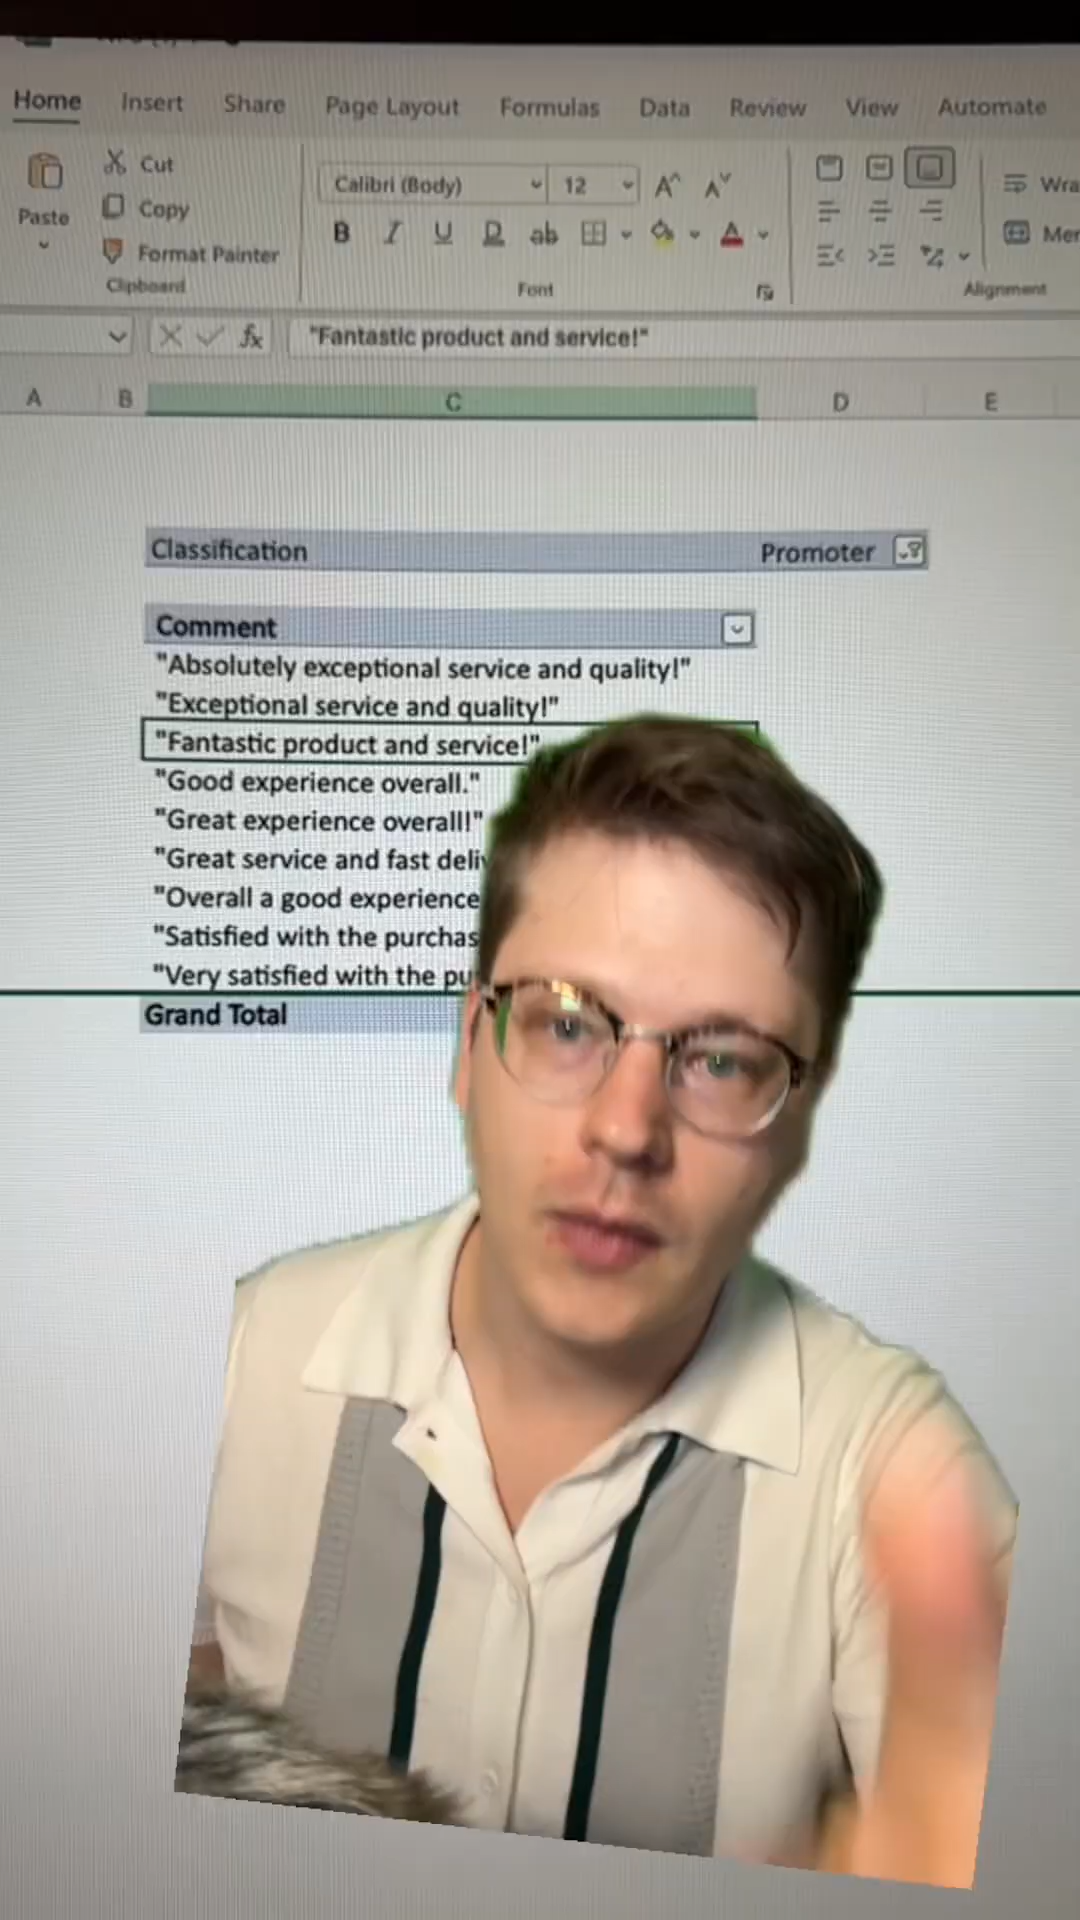 Home Insert Share Page Layout Formulas Data Review View Automate
Cut
Calibri (Body) 12
Paste Copy
B I U D ab A
Format Painter
Clipboard Font Alignment
fx "Fantastic product and service!"
A B C D E
Classification Promoter
Comment
"Absolutely exceptional service and quality!"
"Exceptional service and quality!"
"Fantastic product and service!"
"Good experience overall."
"Great experience overall!"
"Great service and fast
"Overall a good experience
"Satisfied with the
"Very satisfied with the
Grand Total